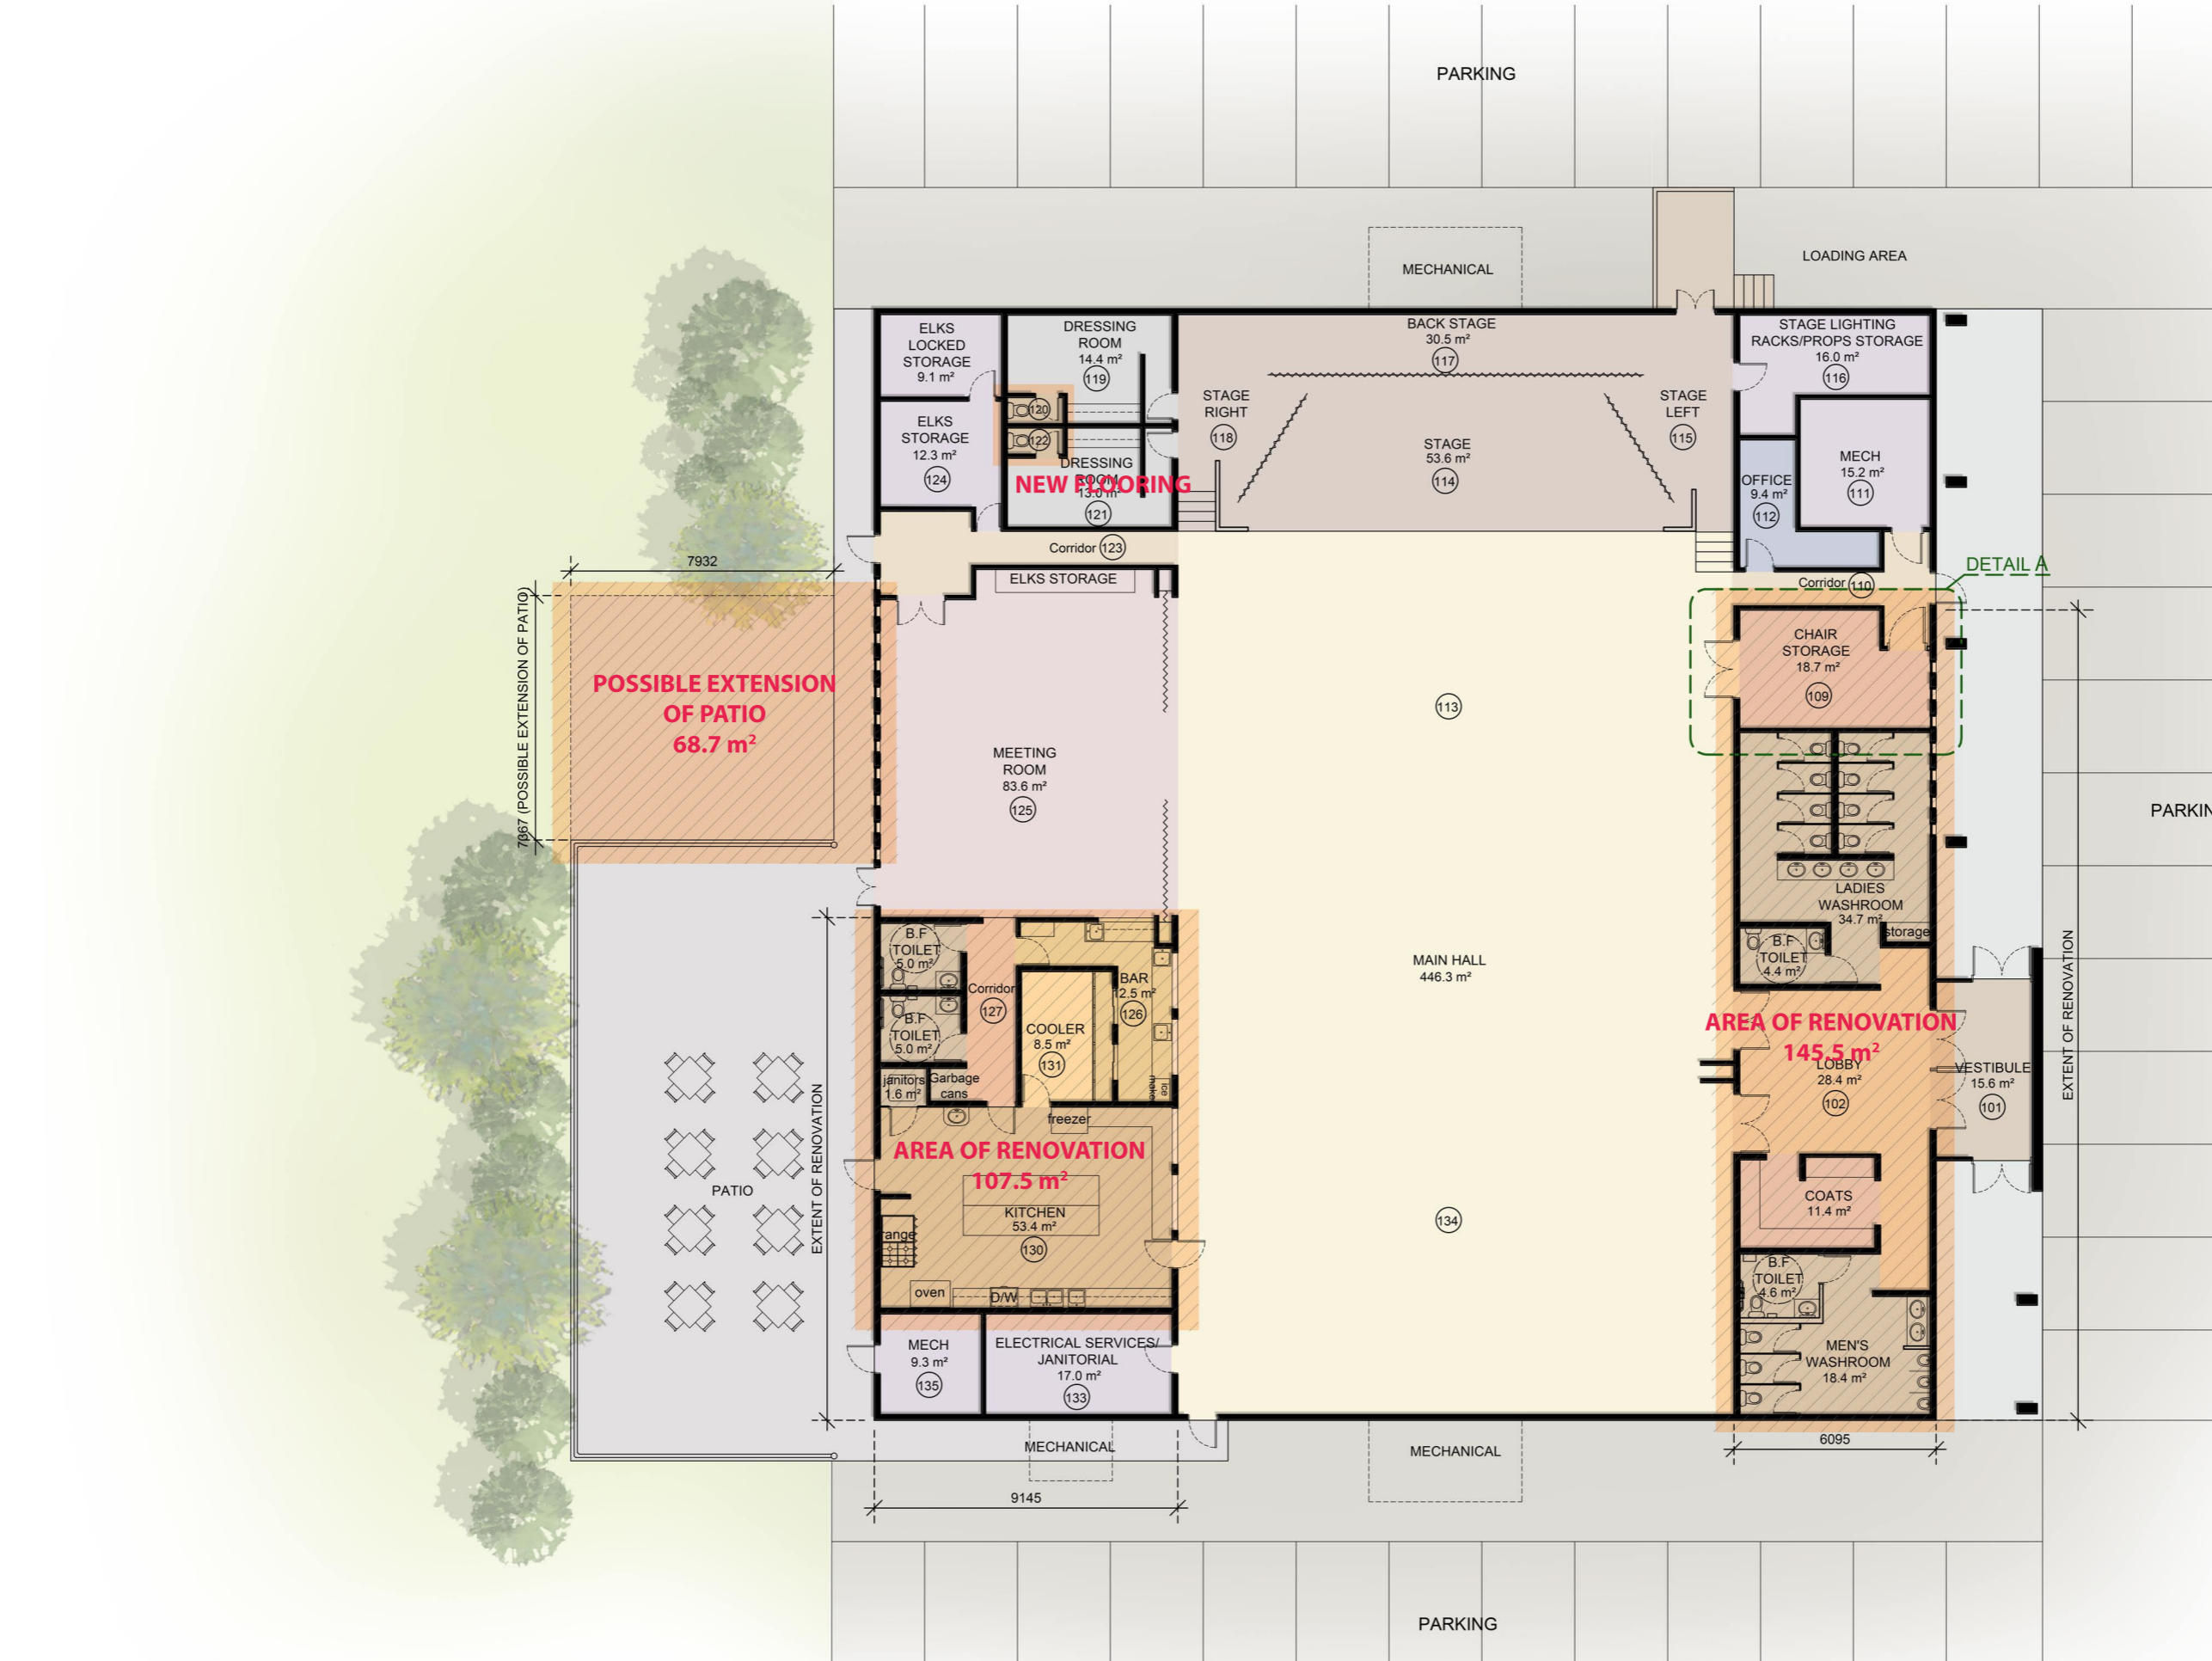 PARKING
MECHANICAL
LOADING AREA
ELKS
LOCKED
STORAGE
9.1 m²
DRESSING
ROOM
14.4 m²
119
BACK STAGE
30.5 m²
117
STAGE LIGHTING
RACKS/PROPS STORAGE
16.0 m²
116
120
122
ELKS
STORAGE
12.3 m²
124
DRESSING
ROOM
13.0 m²
121
NEW FLOORING
STAGE
RIGHT
118
STAGE
53.6 m²
114
STAGE
LEFT
115
OFFICE
9.4 m²
112
MECH
15.2 m²
111
Corridor 123
ELKS STORAGE
Corridor 110
DETAIL A
7932
7367 (POSSIBLE EXTENSION OF PATIO)
POSSIBLE EXTENSION
OF PATIO
68.7 m²
CHAIR
STORAGE
18.7 m²
109
113
MEETING
ROOM
83.6 m²
125
PARKIN
LADIES
WASHROOM
34.7 m²
storage
B.F
TOILET
5.0 m²
B.F
TOILET
5.0 m²
Corridor
127
BAR
12.5 m²
126
COOLER
8.5 m²
131
ice
maker
janitors
1.6 m²
Garbage
cans
freezer
MAIN HALL
446.3 m²
B.F
TOILET
4.4 m²
AREA OF RENOVATION
145.5 m²
LOBBY
28.4 m²
102
VESTIBULE
15.6 m²
101
EXTENT OF RENOVATION
EXTENT OF RENOVATION
PATIO
AREA OF RENOVATION
107.5 m²
KITCHEN
53.4 m²
130
range
oven
D/W
134
COATS
11.4 m²
B.F
TOILET
4.6 m²
MEN'S
WASHROOM
18.4 m²
MECH
9.3 m²
135
ELECTRICAL SERVICES/
JANITORIAL
17.0 m²
133
MECHANICAL
MECHANICAL
6095
9145
PARKING